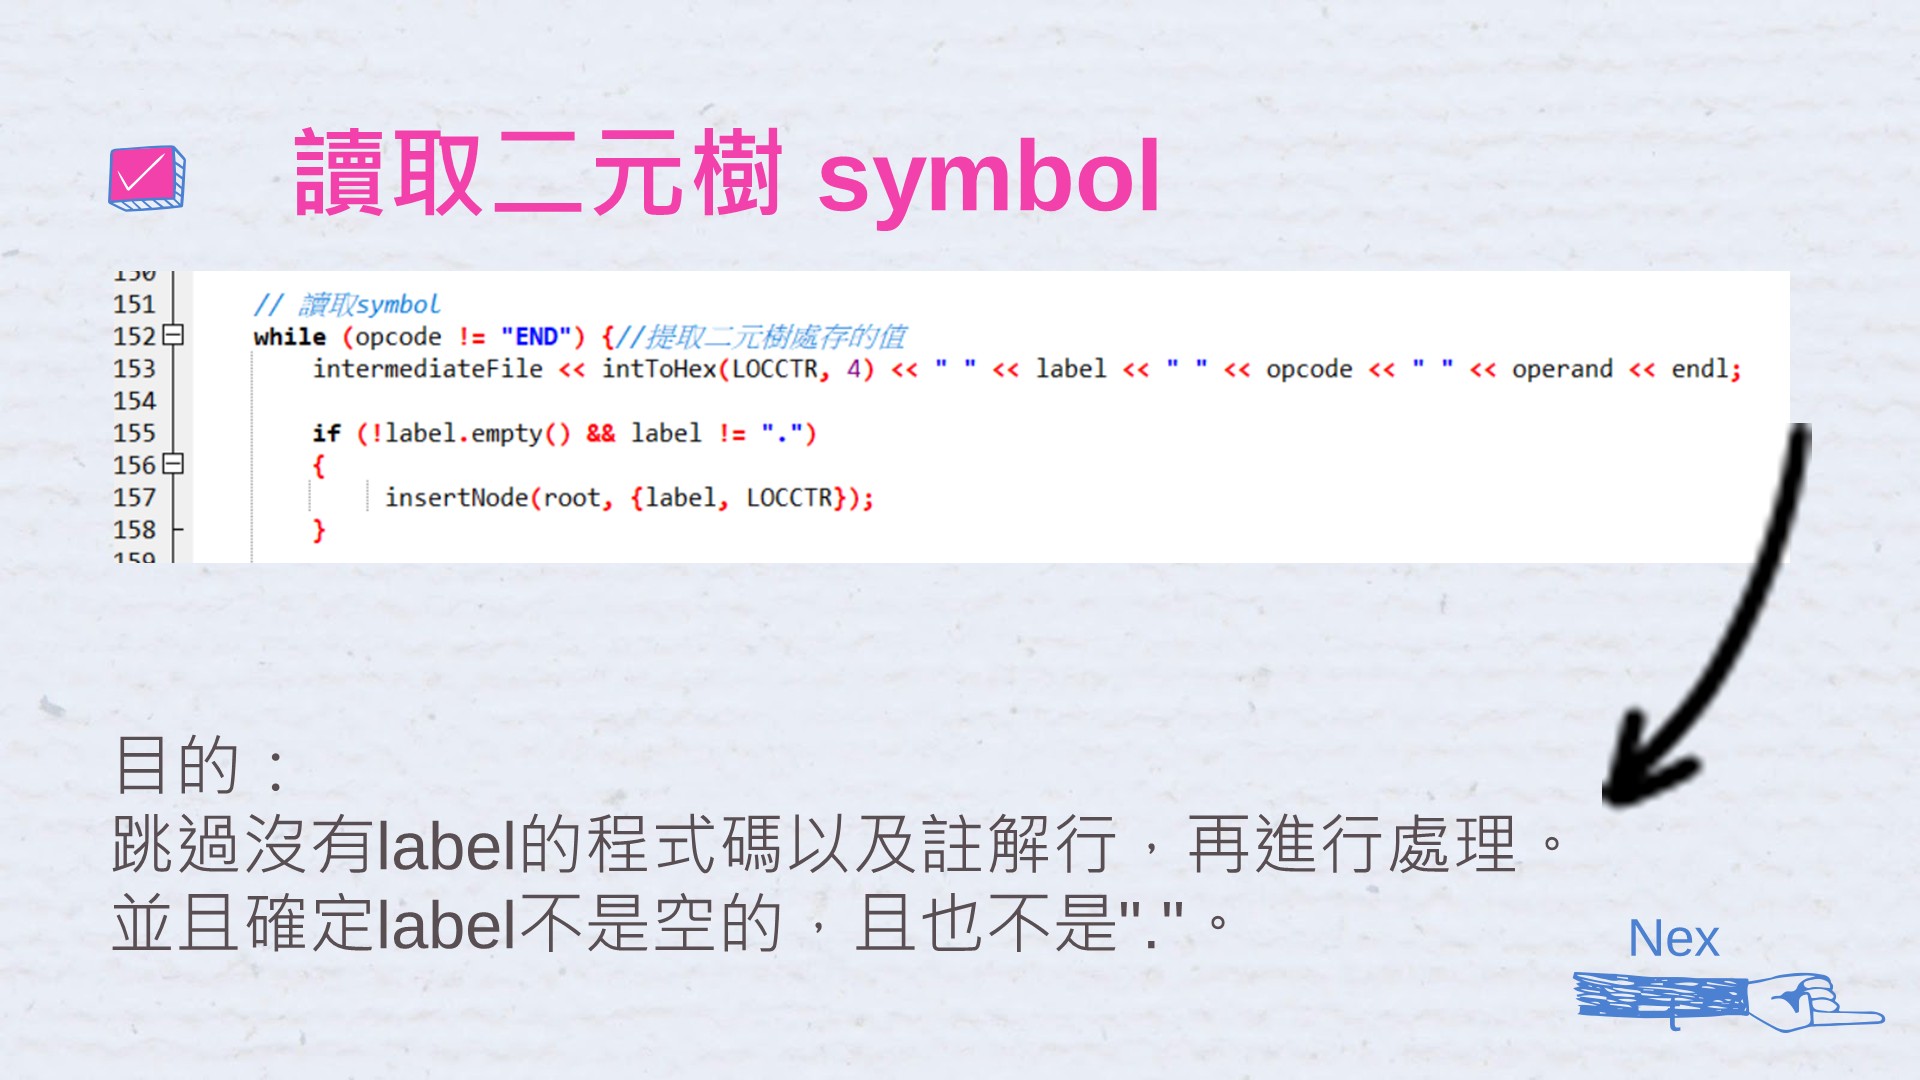 讀取二元樹 symbol
150
151 // 讀取symbol
152 while (opcode != "END") {//提取二元樹處存的值
153 intermediateFile << intToHex(LOCCTR, 4) << " " << label << " " << opcode << " " << operand << endl;
154
155 if (!label.empty() && label != ".")
156 {
157 insertNode(root, {label, LOCCTR});
158 }
159
目的：
跳過沒有label的程式碼以及註解行，再進行處理。
並且確定label不是空的，且也不是"."。
Nex
t